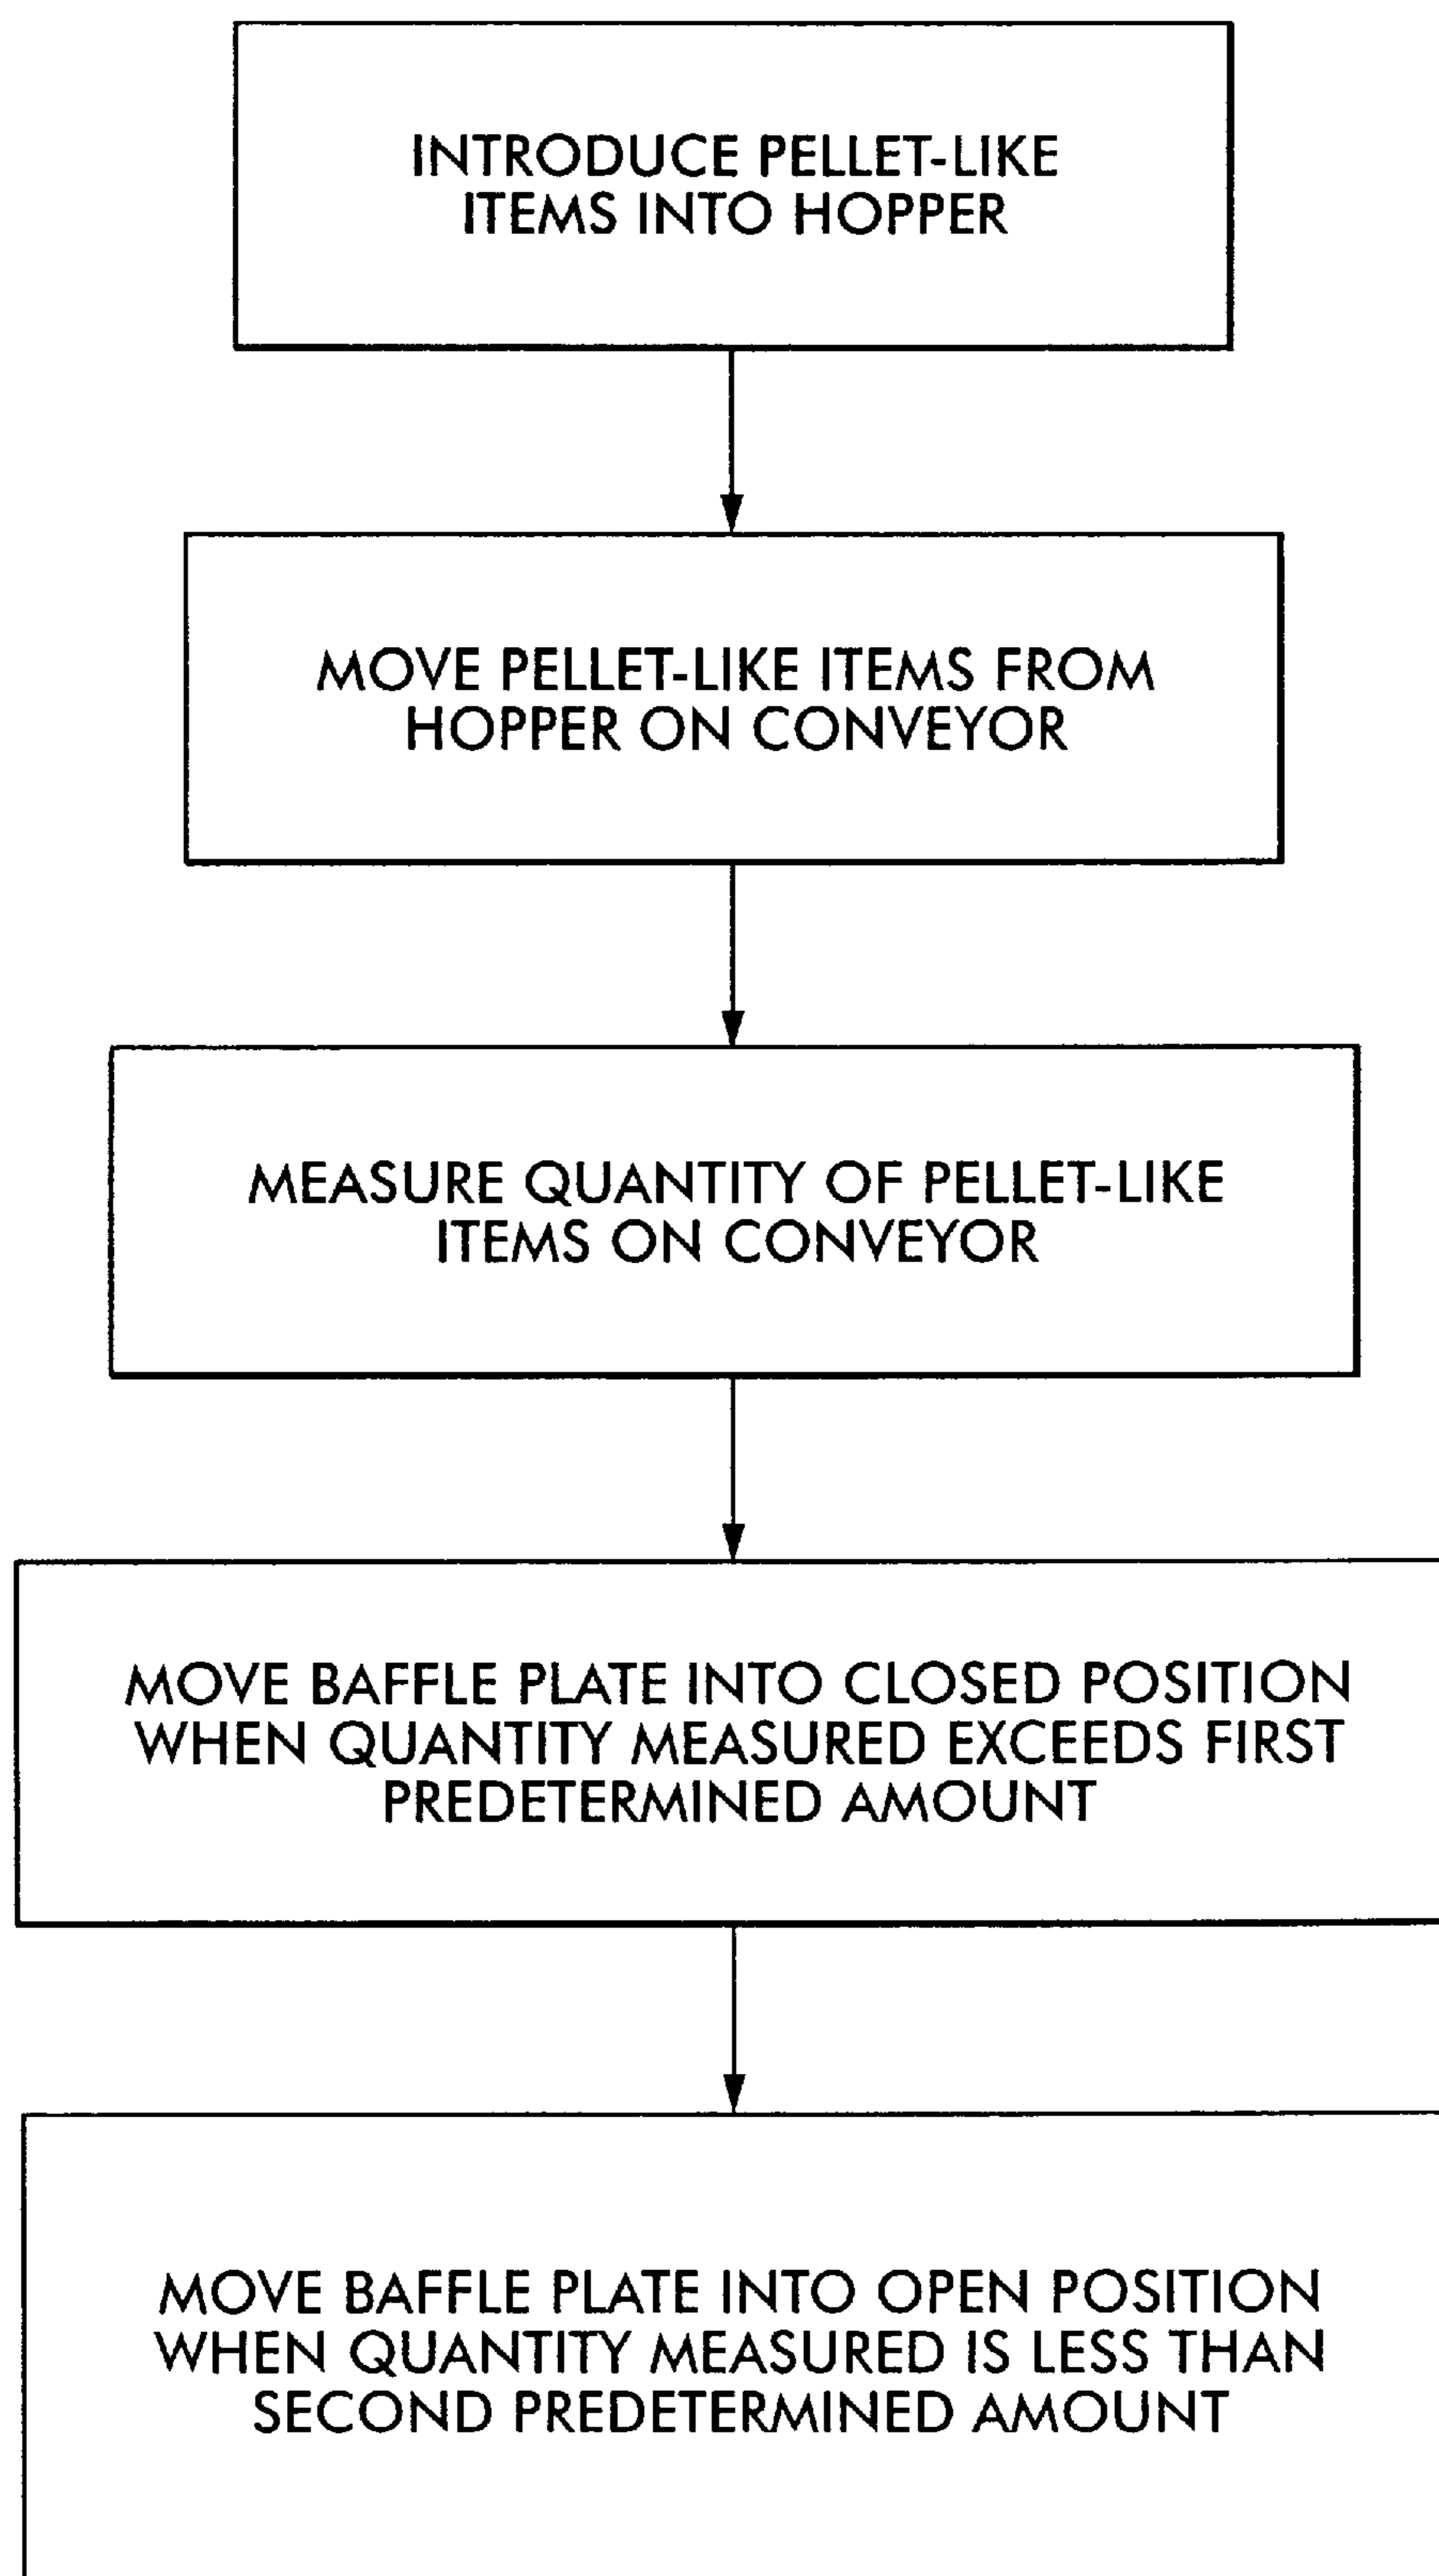 INTRODUCE PELLET-LIKE
ITEMS INTO HOPPER
MOVE PELLET-LIKE ITEMS FROM
HOPPER ON CONVEYOR
MEASURE QUANTITY OF PELLET-LIKE
ITEMS ON CONVEYOR
MOVE BAFFLE PLATE INTO CLOSED POSITION
WHEN QUANTITY MEASURED EXCEEDS FIRST
PREDETERMINED AMOUNT
MOVE BAFFLE PLATE INTO OPEN POSITION
WHEN QUANTITY MEASURED IS LESS THAN
SECOND PREDETERMINED AMOUNT